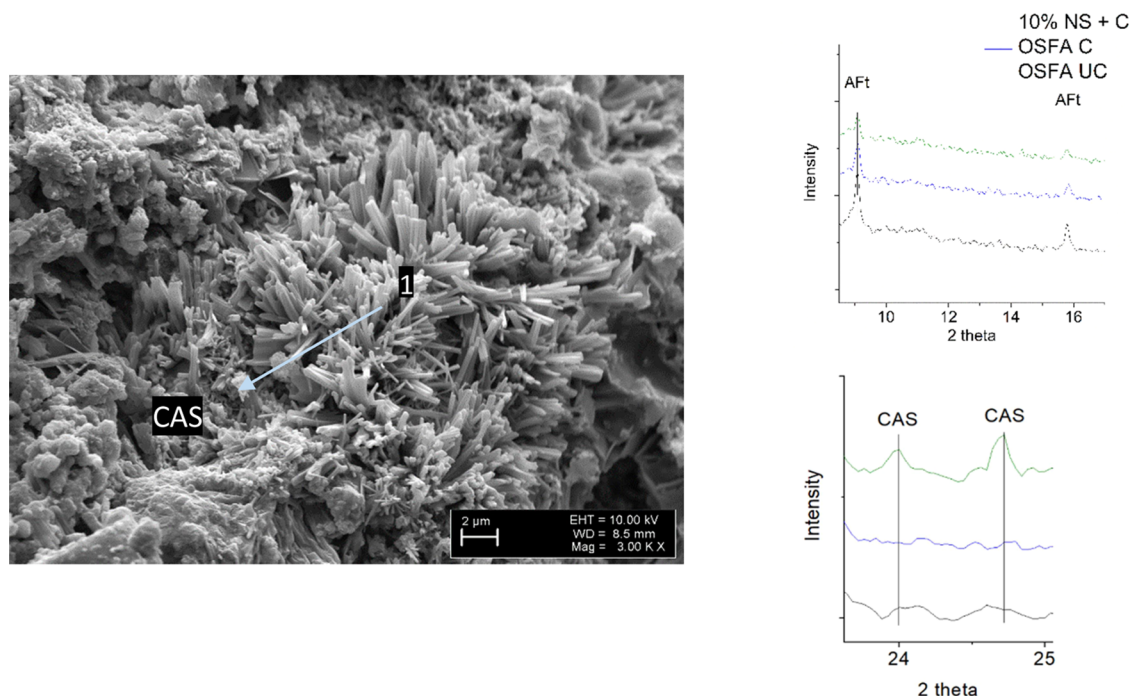 1
CAS
2 μm
EHT = 10.00 kV
WD = 8.5 mm
Mag = 3.00 K X
10% NS + C
OSFA C
OSFA UC
AFt
AFt
Intensity
10 12 14 16
2 theta
CAS
CAS
Intensity
24 25
2 theta